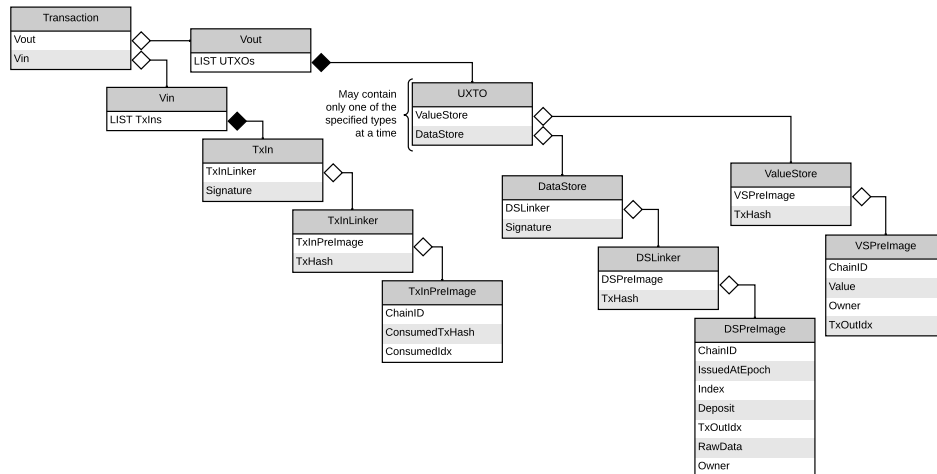 Transaction
Vout
Vin
Vout
LIST UTXOs
Vin
LIST TxIns
TxIn
TxInLinker
Signature
TxInLinker
TxInPreImage
TxHash
TxInPreImage
ChainID
ConsumedTxHash
ConsumedIdx
May contain
only one of the
specified types
at a time
UXTO
ValueStore
DataStore
DataStore
DSLinker
Signature
DSLinker
DSPreImage
TxHash
DSPreImage
ChainID
IssuedAtEpoch
Index
Deposit
TxOutIdx
RawData
Owner
ValueStore
VSPreImage
TxHash
VSPreImage
ChainID
Value
Owner
TxOutIdx